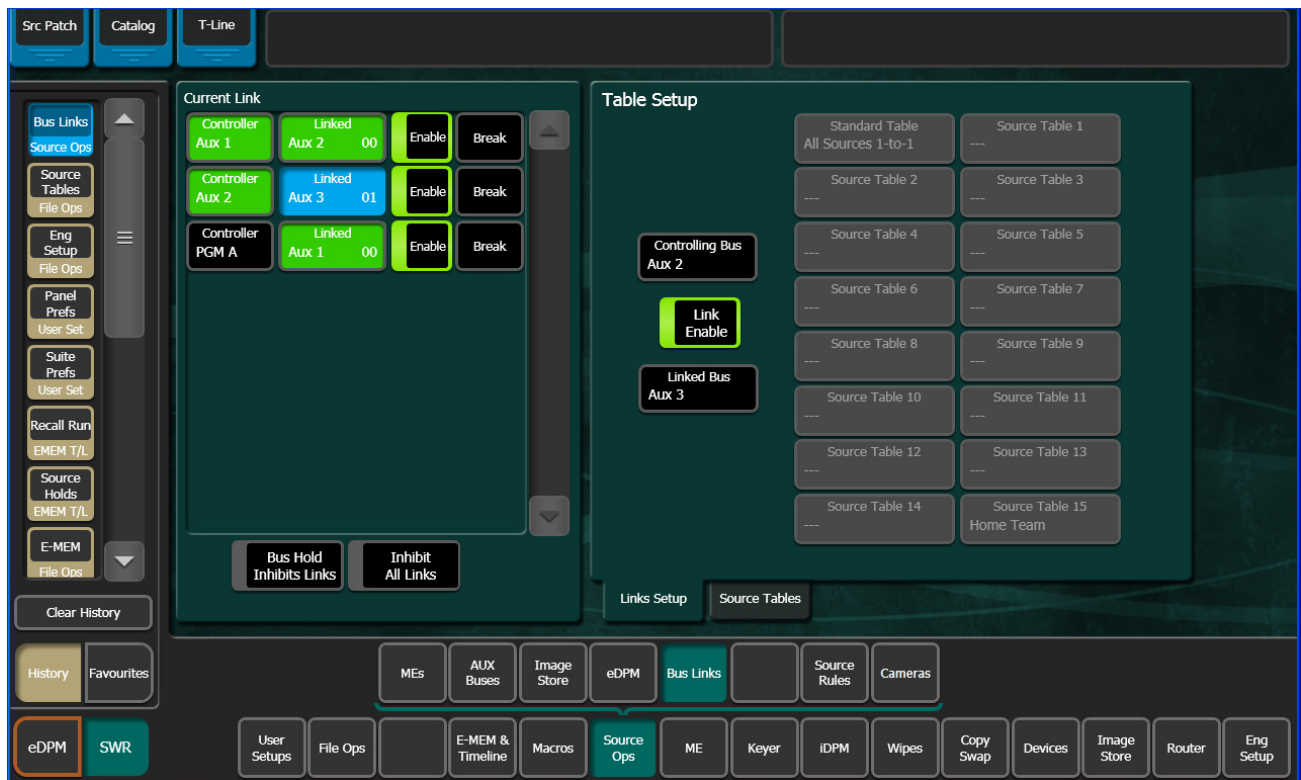 Src Patch
Catalog
T-Line
Bus Links
Source Ops
Source
Tables
File Ops
Eng
Setup
File Ops
Panel
Prefs
User Set
Suite
Prefs
User Set
Recall Run
EMEM T/L
Source
Holds
EMEM T/L
E-MEM
File Ops
Clear History
History
Favourites
Current Link
Controller Linked
Aux 1 Aux 2 00 Enable Break
Controller Linked
Aux 2 Aux 3 01 Enable Break
Controller Linked
PGM A Aux 1 00 Enable Break
Bus Hold
Inhibits Links
Inhibit
All Links
Table Setup
Controlling Bus
Aux 2
Link
Enable
Linked Bus
Aux 3
Standard Table
All Sources 1-to-1
Source Table 1
---
Source Table 2
---
Source Table 3
---
Source Table 4
---
Source Table 5
---
Source Table 6
---
Source Table 7
---
Source Table 8
---
Source Table 9
---
Source Table 10
---
Source Table 11
---
Source Table 12
---
Source Table 13
---
Source Table 14
---
Source Table 15
Home Team
Links Setup
Source Tables
MEs
AUX
Buses
Image
Store
eDPM
Bus Links
Source
Rules
Cameras
eDPM
SWR
User
Setups
File Ops
E-MEM &
Timeline
Macros
Source
Ops
ME
Keyer
iDPM
Wipes
Copy
Swap
Devices
Image
Store
Router
Eng
Setup